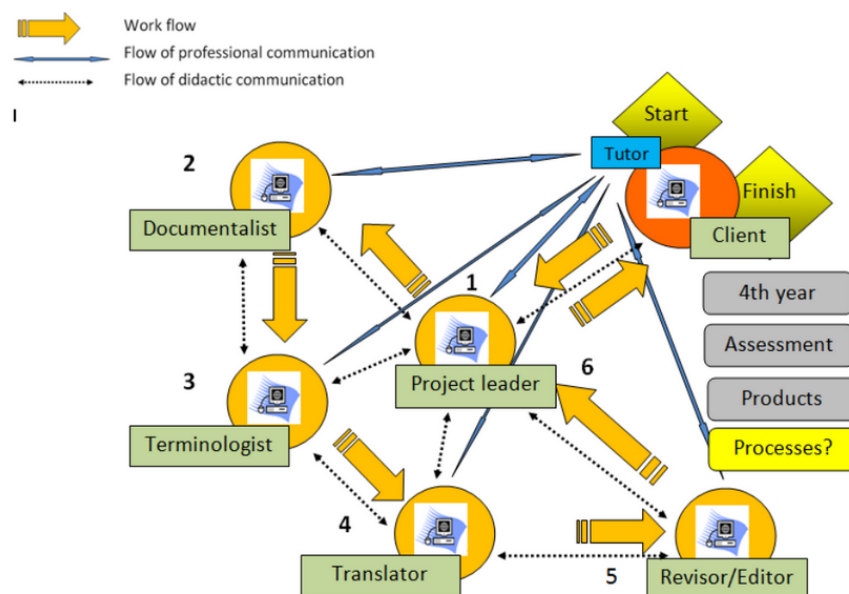 Work flow
Flow of professional communication
Flow of didactic communication
I
Start
2
Tutor
Finish
Documentalist
Client
1
4th year
3
6
Assessment
Project leader
Products
Terminologist
Processes?
4
Translator
5
Revisor/Editor